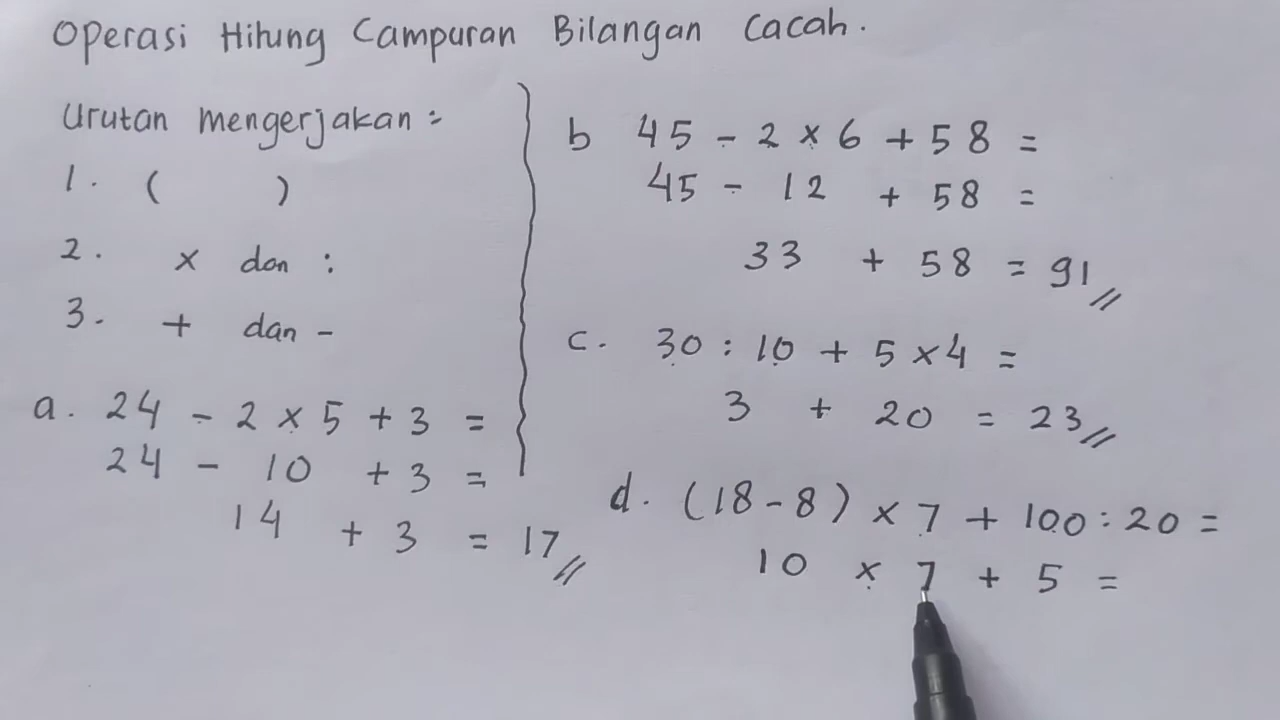 Operasi Hitung Campuran Bilangan Cacah.
Urutan mengerjakan :
1. ( )
2. x dan :
3. + dan -
a. 24 - 2 x 5 + 3 =
24 - 10 + 3 =
14 + 3 = 17
b 45 - 2 x 6 + 58 =
45 - 12 + 58 =
33 + 58 = 91
c. 30 : 10 + 5 x 4 =
3 + 20 = 23
d. (18 - 8) x 7 + 100 : 20 =
10 x 7 + 5 =